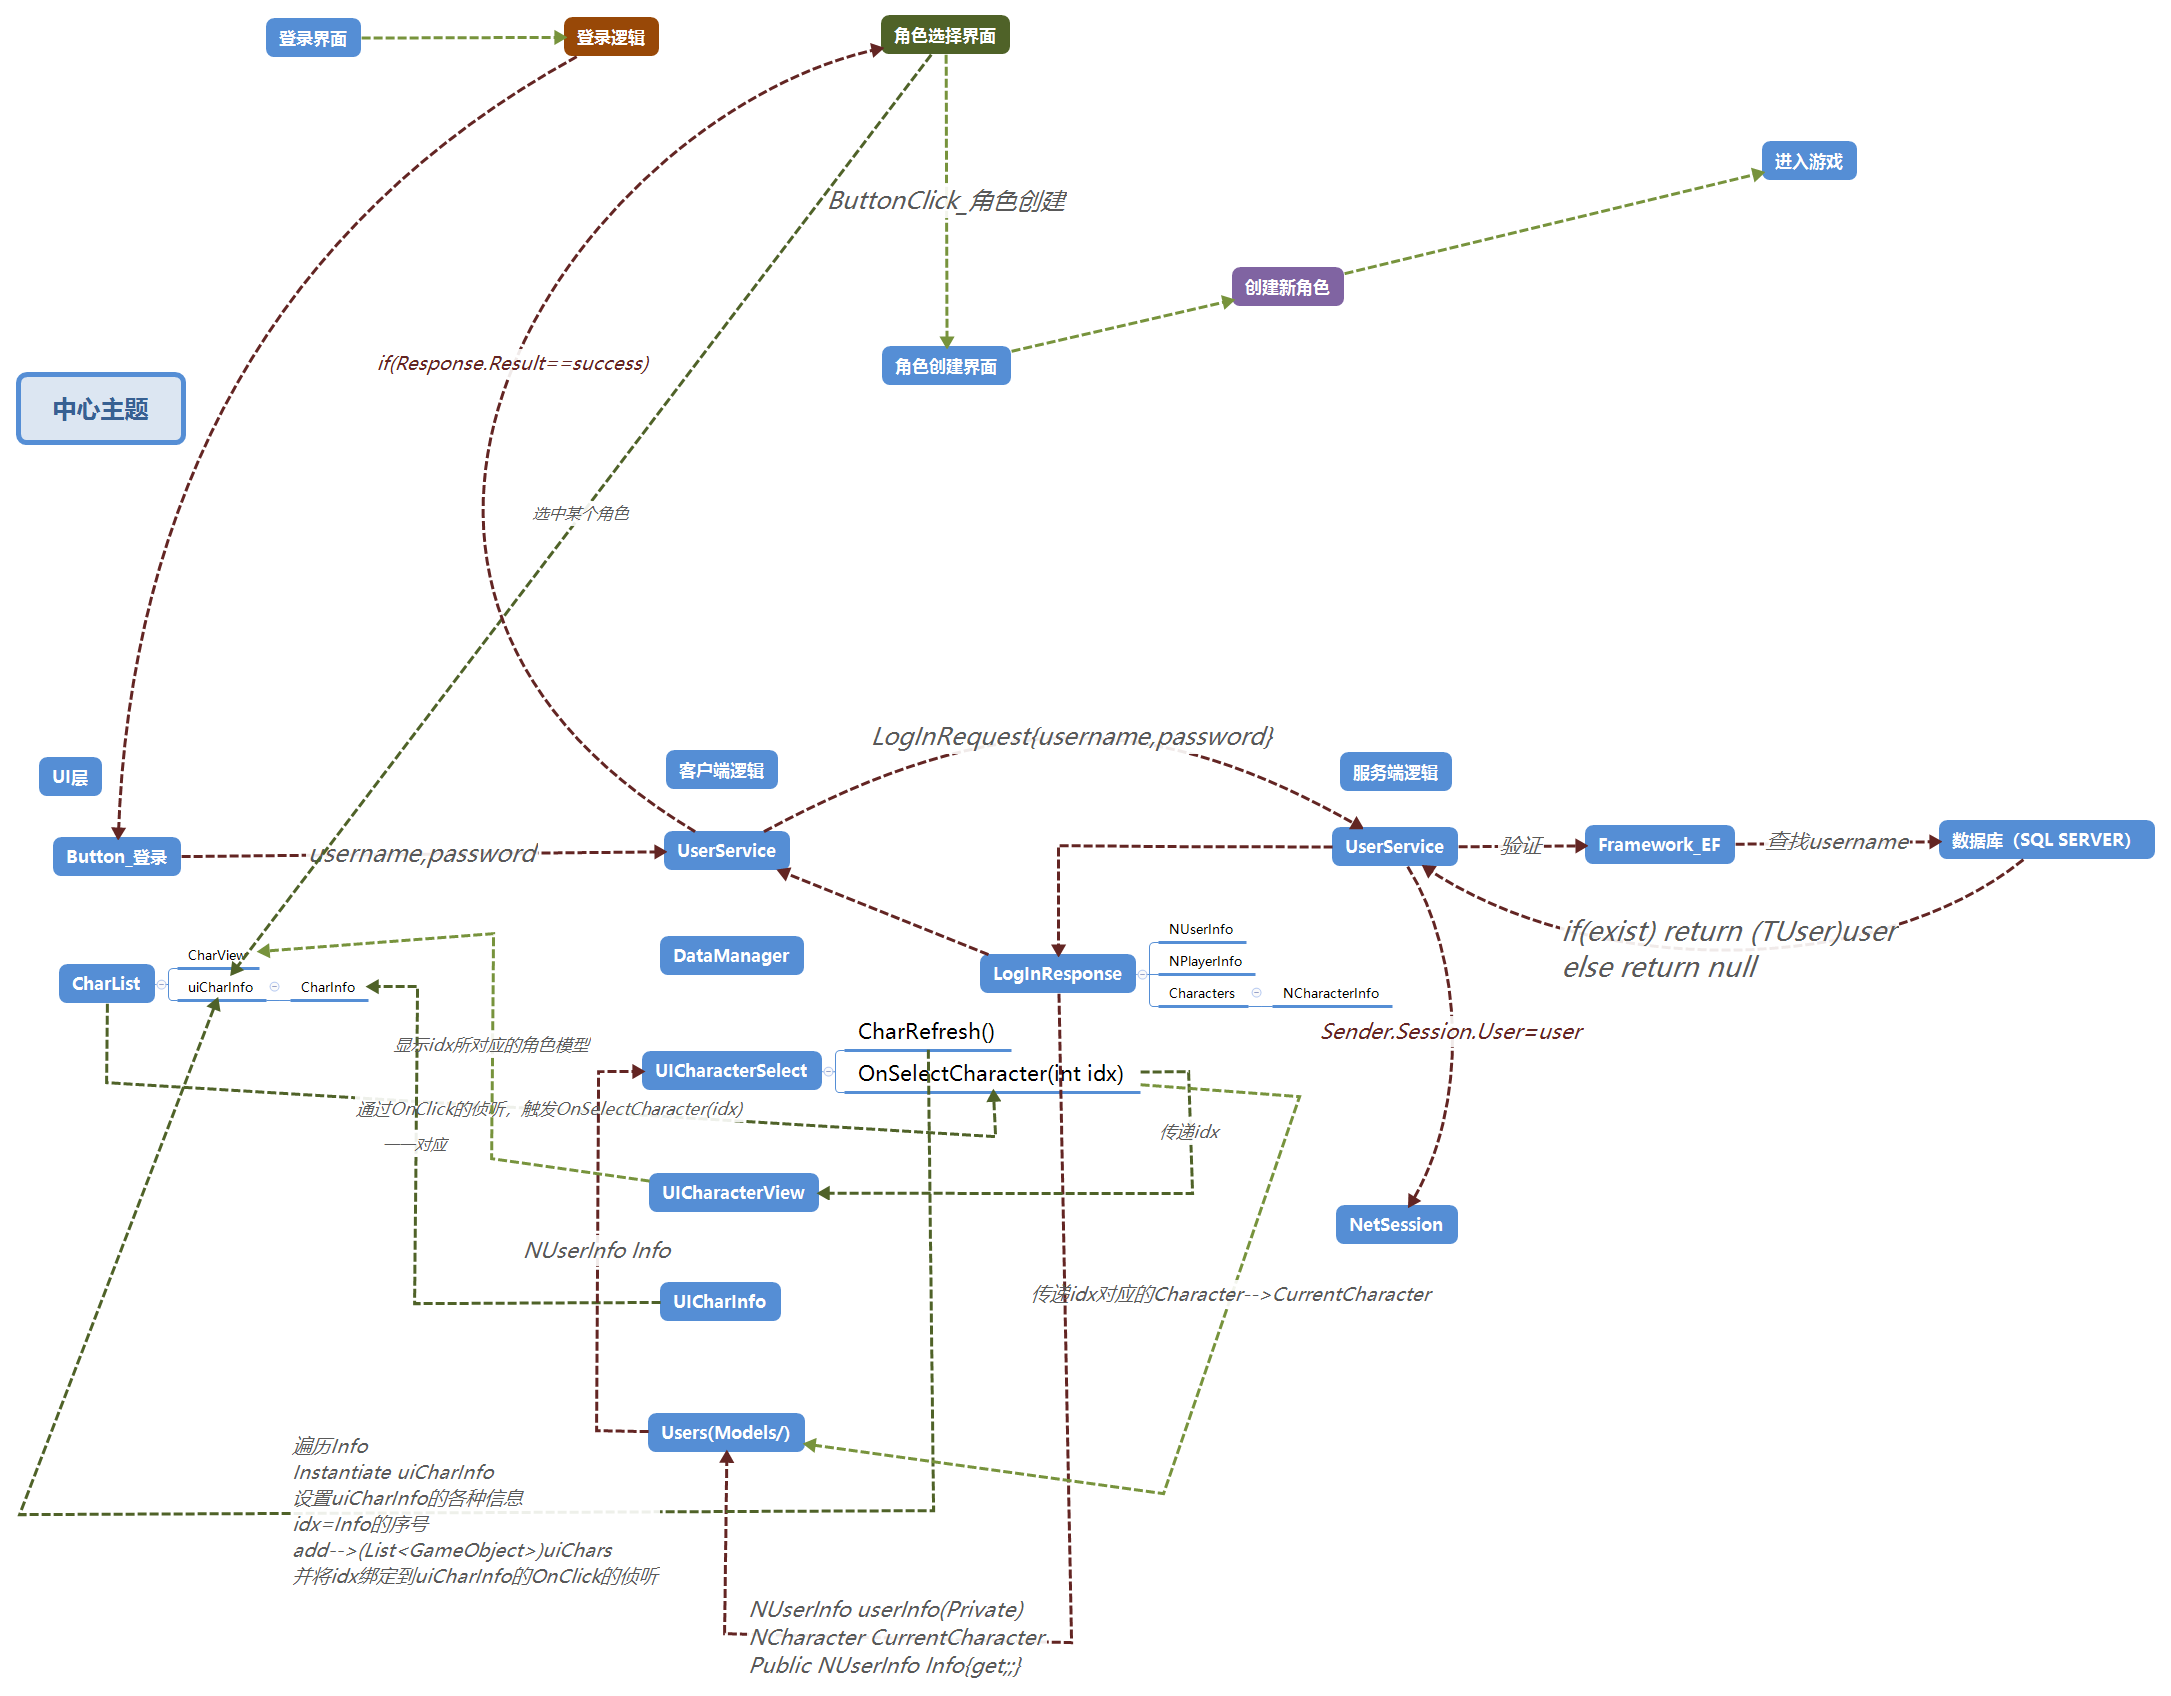 登录界面
登录逻辑
角色选择界面
进入游戏
ButtonClick_角色创建
创建新角色
if(Response.Result==success)
角色创建界面
中心主题
选中某个角色
LogInRequest{username,password}
UI层
客户端逻辑
服务端逻辑
Button_登录
username,password
UserService
UserService
验证
Framework_EF
查找username
数据库（SQL SERVER）
if(exist) return (TUser)user
else return null
CharList
CharView
uiCharInfo
CharInfo
DataManager
LogInResponse
NUserInfo
NPlayerInfo
Characters
NCharacterInfo
Sender.Session.User=user
显示idx所对应的角色模型
UICharacterSelect
CharRefresh()
OnSelectCharacter(int idx)
通过OnClick的侦听，触发OnSelectCharacter(idx)
一一对应
传递idx
UICharacterView
NetSession
NUserInfo Info
UICharInfo
传递idx对应的Character-->CurrentCharacter
Users(Models/)
遍历Info
Instantiate uiCharInfo
设置uiCharInfo的各种信息
idx=Info的序号
add-->(List<GameObject>)uiChars
并将idx绑定到uiCharInfo的OnClick的侦听
NUserInfo userInfo(Private)
NCharacter CurrentCharacter
Public NUserInfo Info{get;;}